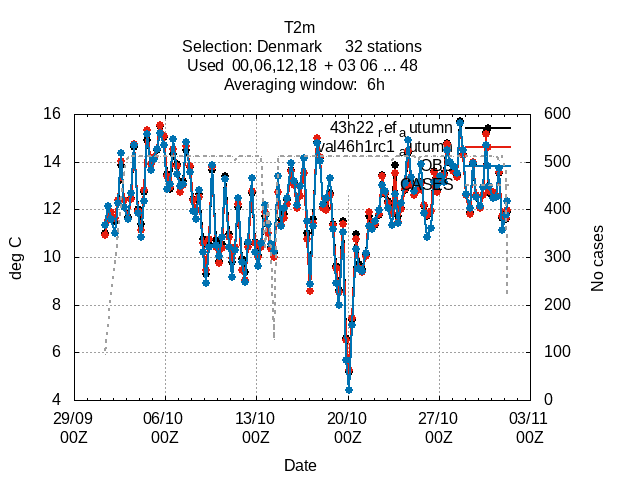 T2m
Selection: Denmark 32 stations
Used 00,06,12,18 + 03 06 ... 48
Averaging window: 6h
16 600
43h22_ref_autumn
val46h1rc1_autumn
14 500
OBS
CASES
12 400
deg C
10 300
No cases
8 200
6 100
4 0
29/09 06/10 13/10 20/10 27/10 03/11
00Z 00Z 00Z 00Z 00Z 00Z
Date